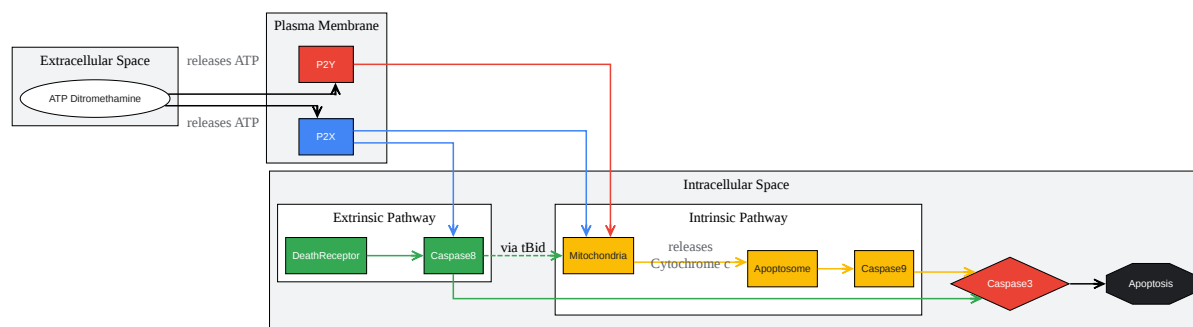 Plasma Membrane
Extracellular Space
releases ATP
P2Y
ATP Ditromethamine
releases ATP
P2X
Intracellular Space
Extrinsic Pathway
Intrinsic Pathway
DeathReceptor
Caspase8
via tBid
Mitochondria
releases
Cytochrome c
Apoptosome
Caspase9
Caspase3
Apoptosis